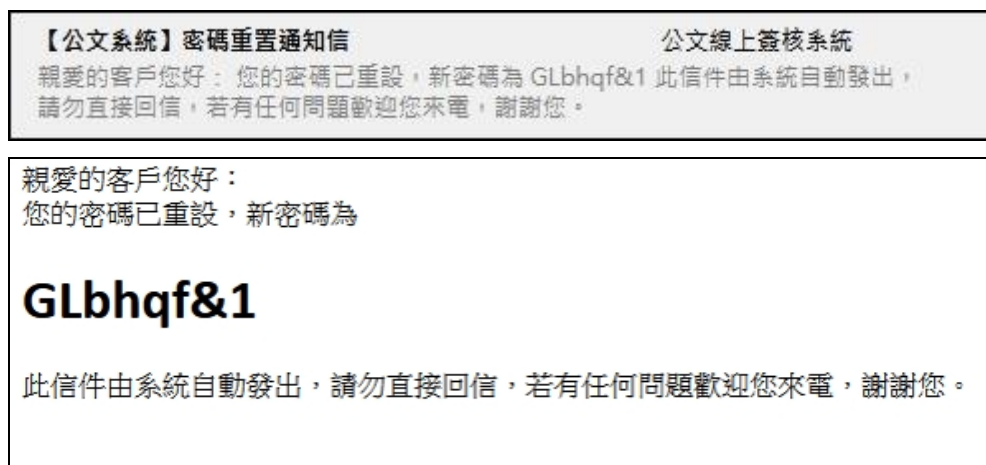 【公文系統】密碼重置通知信 公文線上簽核系統
親愛的客戶您好： 您的密碼已重設，新密碼為 GLbhqf&1 此信件由系統自動發出，
請勿直接回信，若有任何問題歡迎您來電，謝謝您。
親愛的客戶您好：
您的密碼已重設，新密碼為
GLbhqf&1
此信件由系統自動發出，請勿直接回信，若有任何問題歡迎您來電，謝謝您。